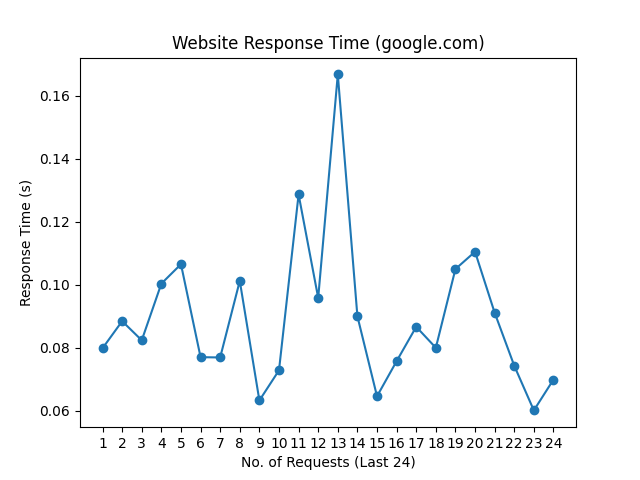 Website Response Time (google.com)
0.16
0.14
0.12
0.10
0.08
0.06
Response Time (s)
1 2 3 4 5 6 7 8 9 10 11 12 13 14 15 16 17 18 19 20 21 22 23 24
No. of Requests (Last 24)